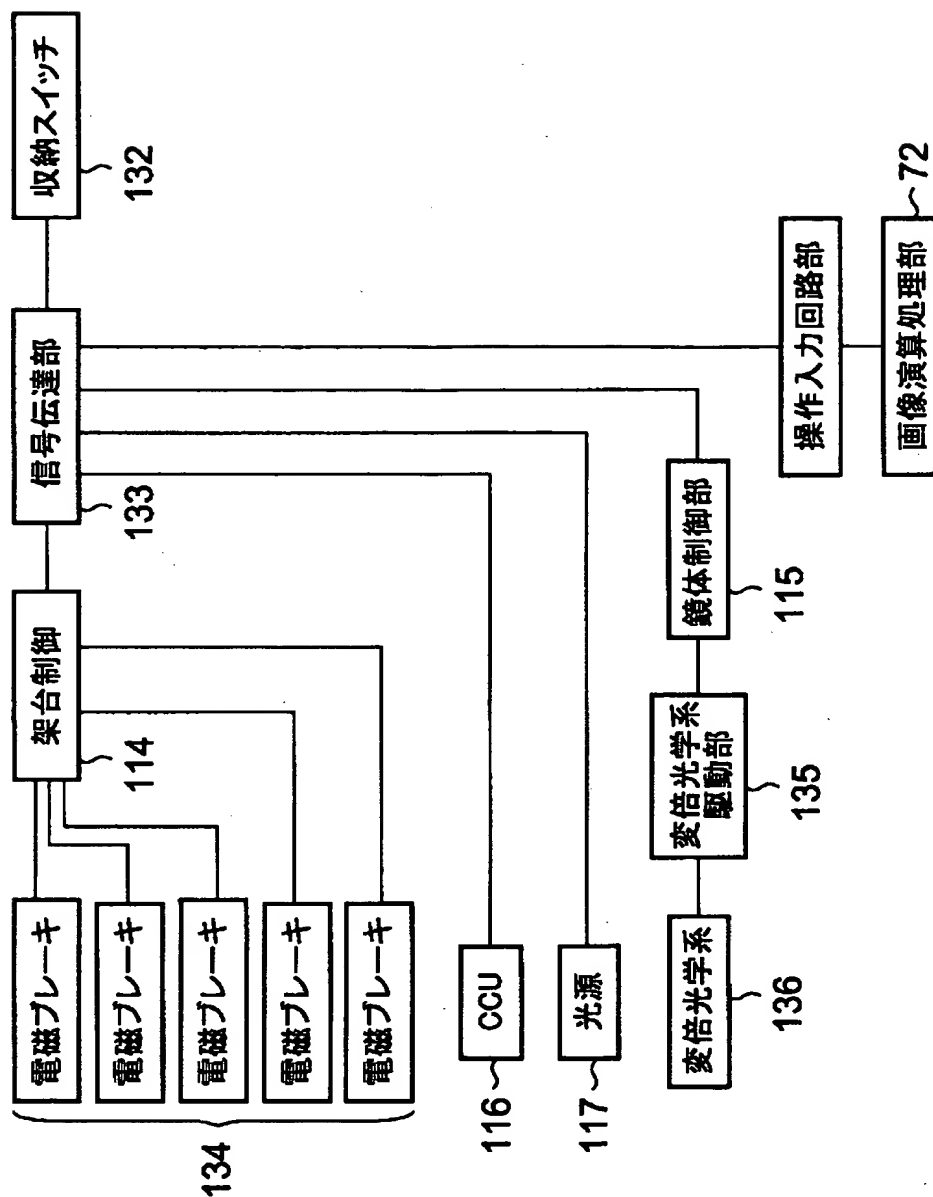 収納スイッチ
132
信号伝達部
133
架台制御
114
電磁ブレーキ
電磁ブレーキ
電磁ブレーキ
電磁ブレーキ
電磁ブレーキ
134
CCU
116
光源
117
鏡体制御部
115
変倍光学系
駆動部
135
変倍光学系
136
操作入力回路部
画像演算処理部
72